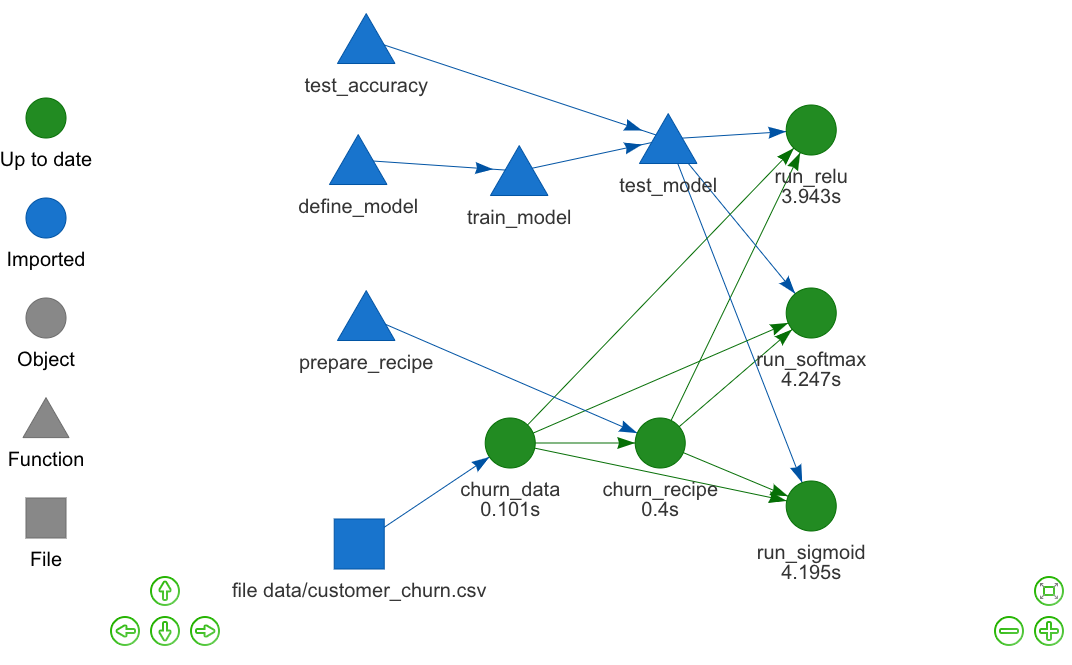 Up to date
Imported
Object
Function
File
test_accuracy
define_model
train_model
test_model
run_relu
3.943s
prepare_recipe
run_softmax
4.247s
churn_data
0.101s
churn_recipe
0.4s
run_sigmoid
4.195s
file data/customer_churn.csv